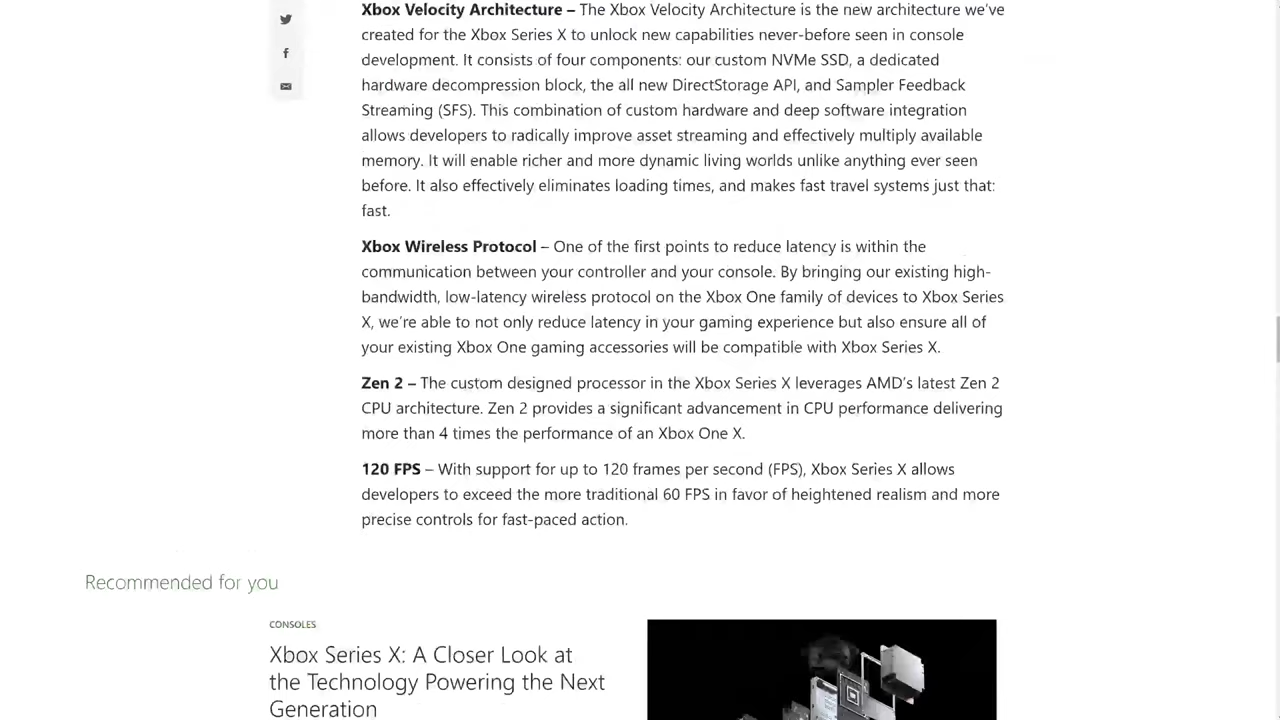 Xbox Velocity Architecture – The Xbox Velocity Architecture is the new architecture we've
created for the Xbox Series X to unlock new capabilities never-before seen in console
development. It consists of four components: our custom NVMe SSD, a dedicated
hardware decompression block, the all new DirectStorage API, and Sampler Feedback
Streaming (SFS). This combination of custom hardware and deep software integration
allows developers to radically improve asset streaming and effectively multiply available
memory. It will enable richer and more dynamic living worlds unlike anything ever seen
before. It also effectively eliminates loading times, and makes fast travel systems just that:
fast.
Xbox Wireless Protocol – One of the first points to reduce latency is within the
communication between your controller and your console. By bringing our existing high-
bandwidth, low-latency wireless protocol on the Xbox One family of devices to Xbox Series
X, we're able to not only reduce latency in your gaming experience but also ensure all of
your existing Xbox One gaming accessories will be compatible with Xbox Series X.
Zen 2 – The custom designed processor in the Xbox Series X leverages AMD's latest Zen 2
CPU architecture. Zen 2 provides a significant advancement in CPU performance delivering
more than 4 times the performance of an Xbox One X.
120 FPS – With support for up to 120 frames per second (FPS), Xbox Series X allows
developers to exceed the more traditional 60 FPS in favor of heightened realism and more
precise controls for fast-paced action.
Recommended for you
CONSOLES
Xbox Series X: A Closer Look at
the Technology Powering the Next
Generation